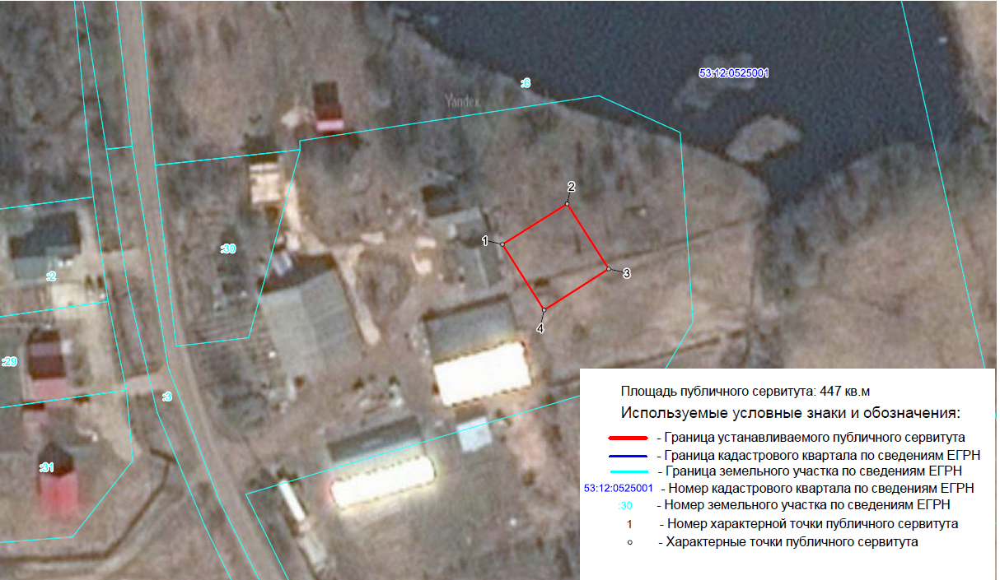 53:12:0525001
:6
Yandex
2
1
:30
3
:2
4
:29
:3
:31
Площадь публичного сервитута: 447 кв.м
Используемые условные знаки и обозначения:
- Граница устанавливаемого публичного сервитута
- Граница кадастрового квартала по сведениям ЕГРН
- Граница земельного участка по сведениям ЕГРН
53:12:0525001 - Номер кадастрового квартала по сведениям ЕГРН
:30 - Номер земельного участка по сведениям ЕГРН
1 - Номер характерной точки публичного сервитута
- Характерные точки публичного сервитута